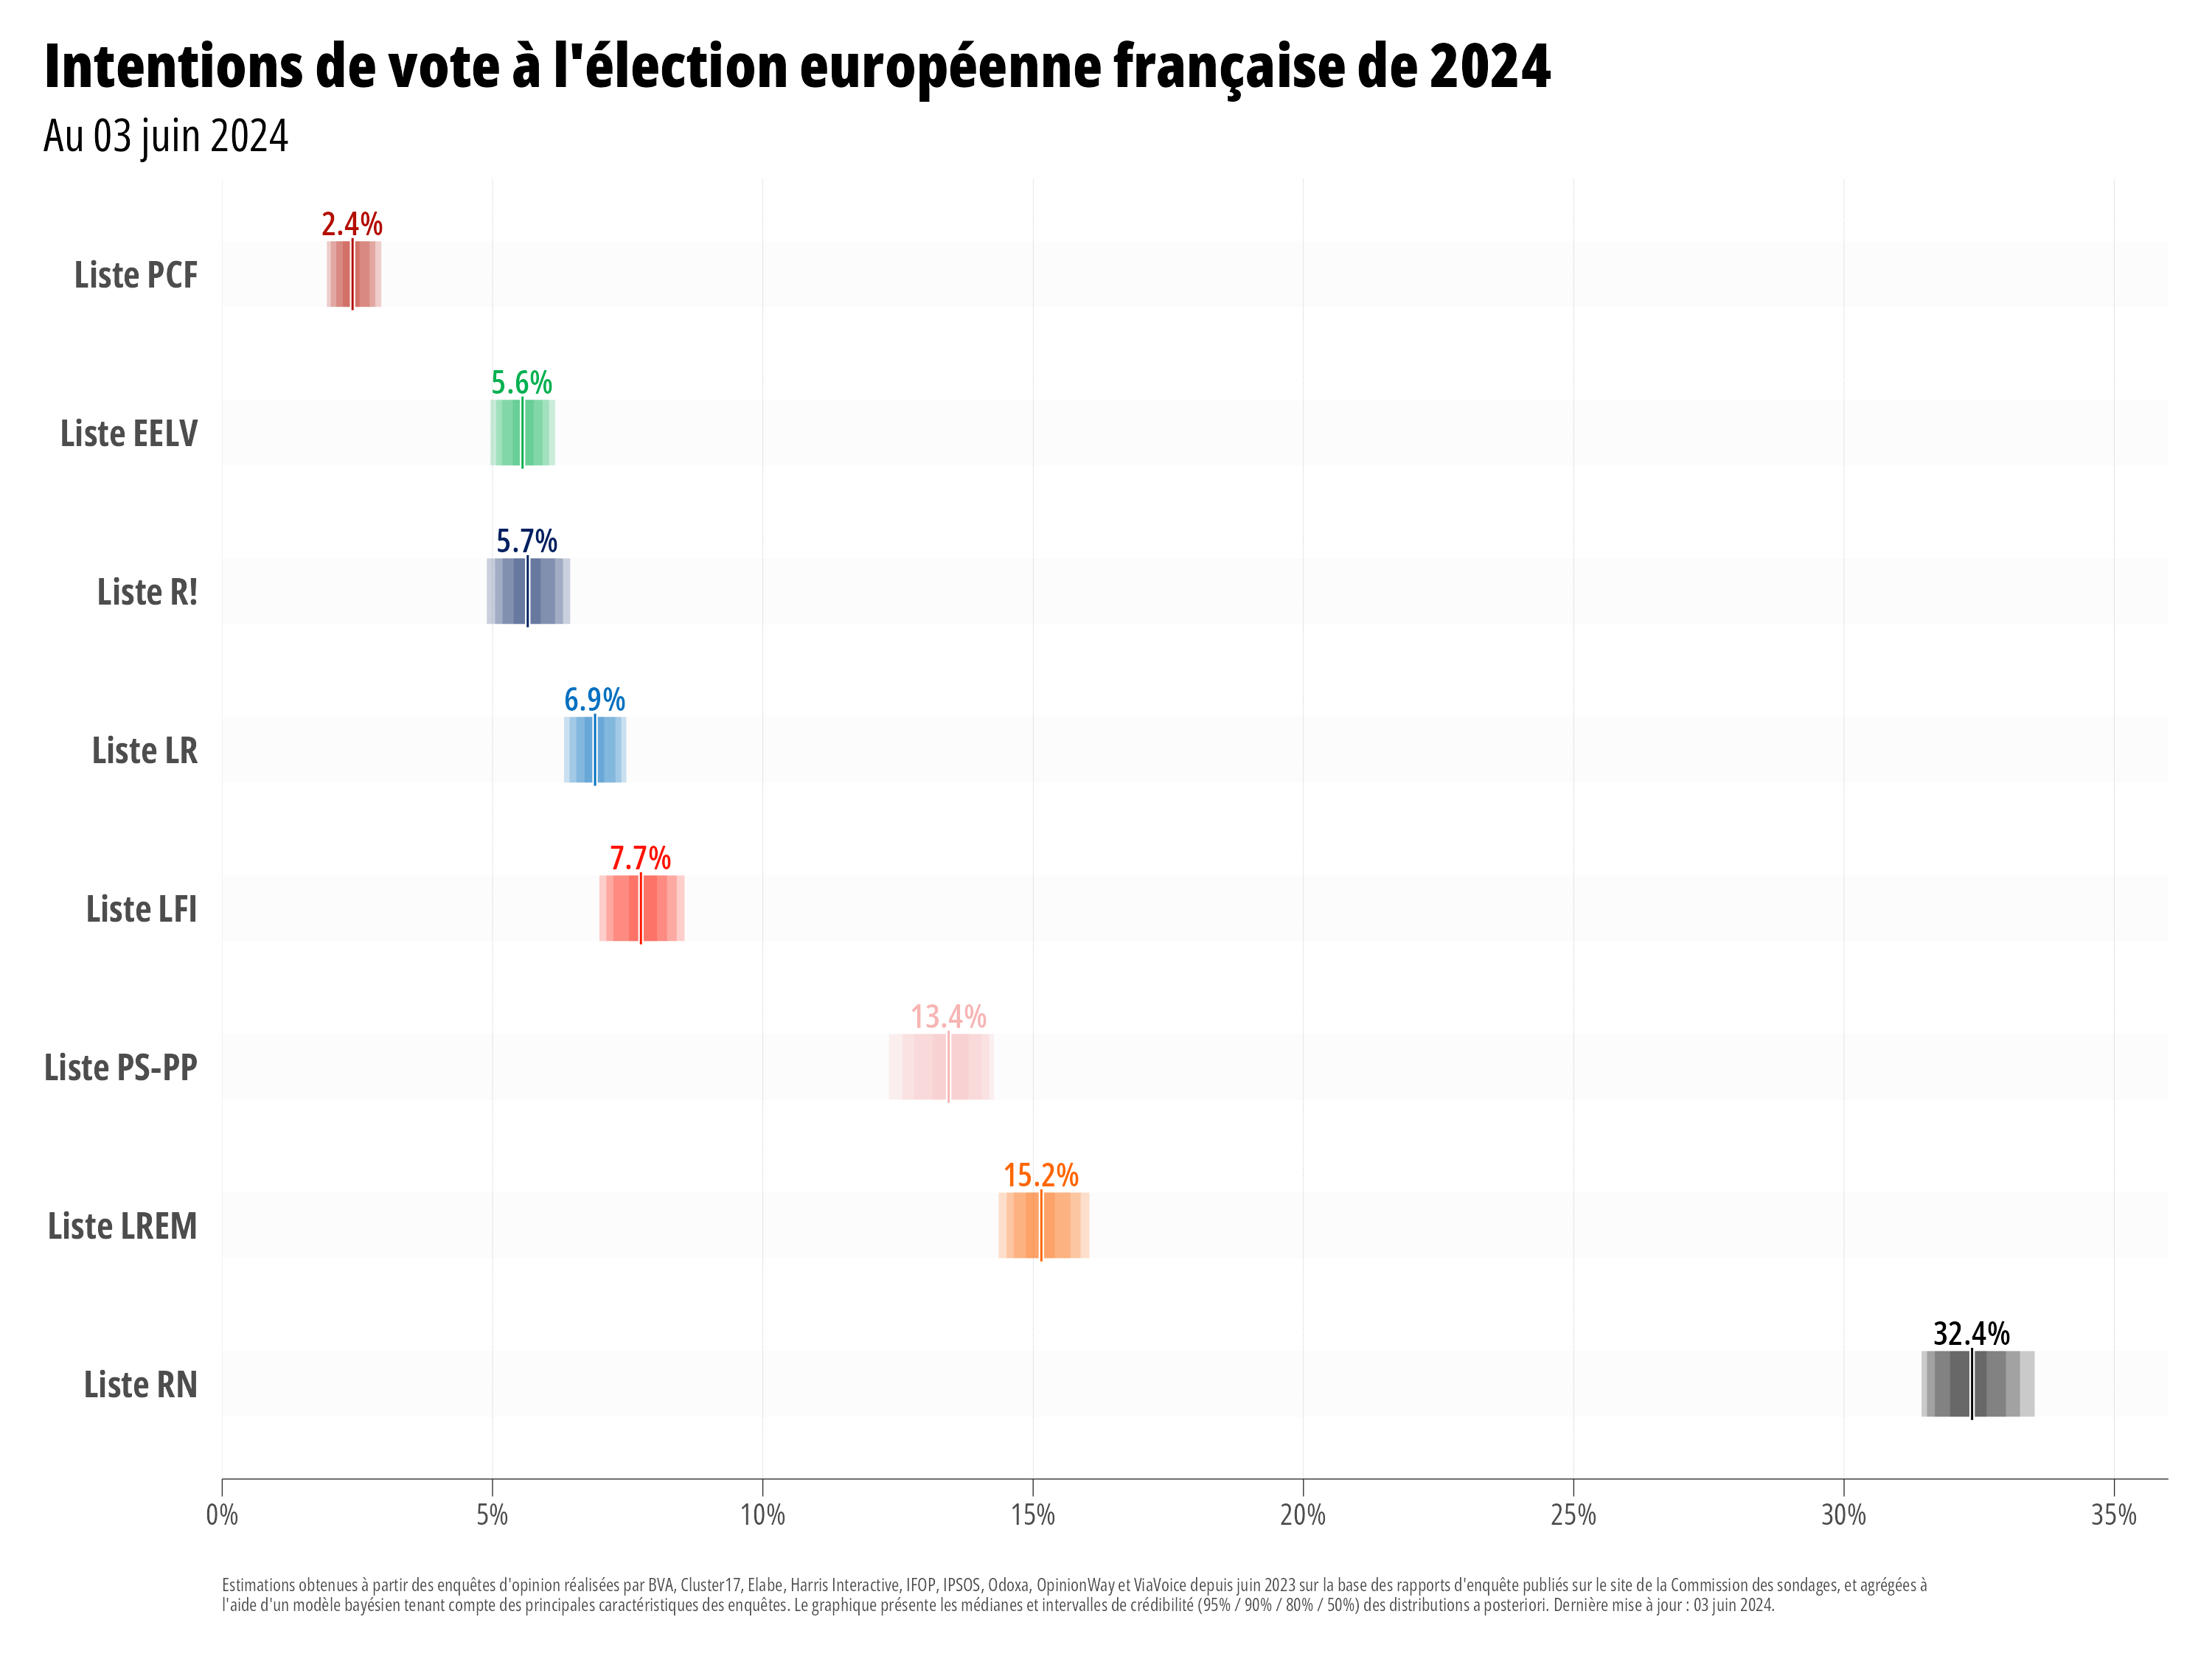 Intentions de vote à l'élection européenne française de 2024
Au 03 juin 2024
2.4%
Liste PCF
5.6%
Liste EELV
5.7%
Liste R!
6.9%
Liste LR
7.7%
Liste LFI
13.4%
Liste PS-PP
15.2%
Liste LREM
32.4%
Liste RN
0% 5% 10% 15% 20% 25% 30% 35%
Estimations obtenues à partir des enquêtes d'opinion réalisées par BVA, Cluster17, Elabe, Harris Interactive, IFOP, IPSOS, Odoxa, OpinionWay et ViaVoice depuis juin 2023 sur la base des rapports d'enquête publiés sur le site de la Commission des sondages, et agrégées à
l'aide d'un modèle bayésien tenant compte des principales caractéristiques des enquêtes. Le graphique présente les médianes et intervalles de crédibilité (95% / 90% / 80% / 50%) des distributions a posteriori. Dernière mise à jour : 03 juin 2024.